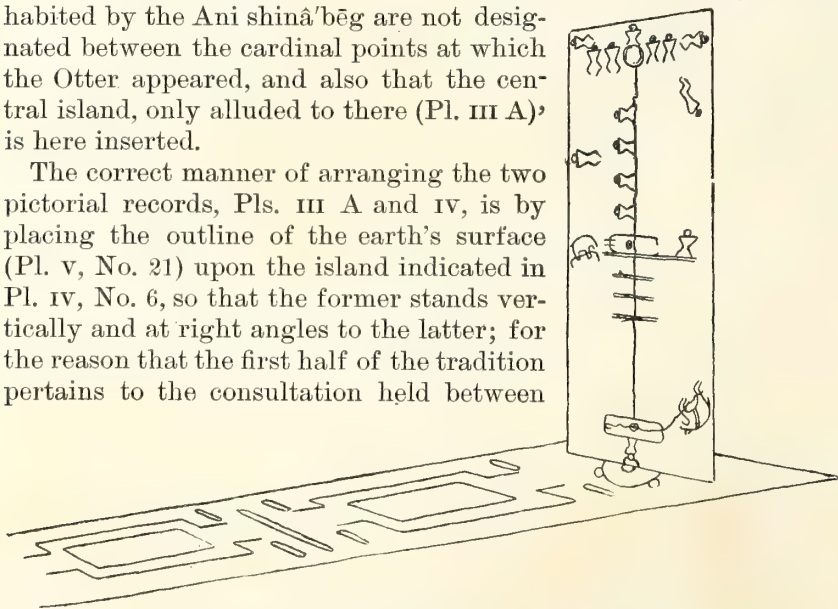 habited by the Ani shinâ′bēg are not desig-
nated between the cardinal points at which
the Otter appeared, and also that the cen-
tral island, only alluded to there (Pl. III A),
is here inserted.
The correct manner of arranging the two
pictorial records, Pls. III A and IV, is by
placing the outline of the earth's surface
(Pl. V, No. 21) upon the island indicated in
Pl. IV, No. 6, so that the former stands ver-
tically and at right angles to the latter; for
the reason that the first half of the tradition
pertains to the consultation held between